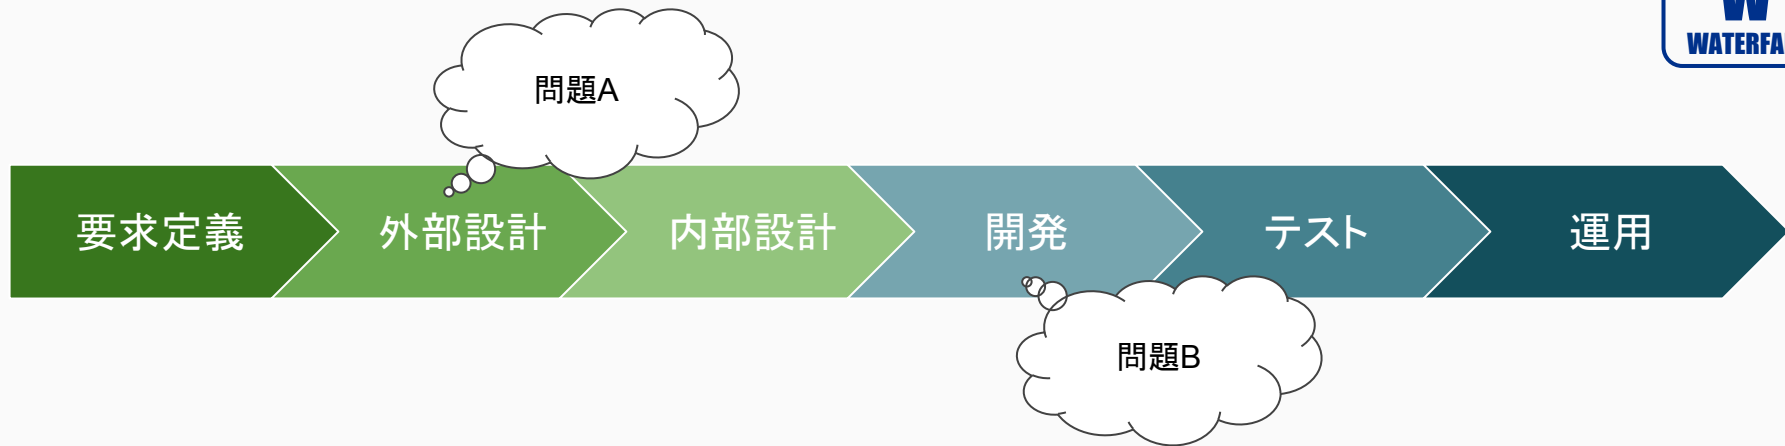 W
WATERFA
問題A
要求定義
外部設計
内部設計
開発
テスト
運用
問題B